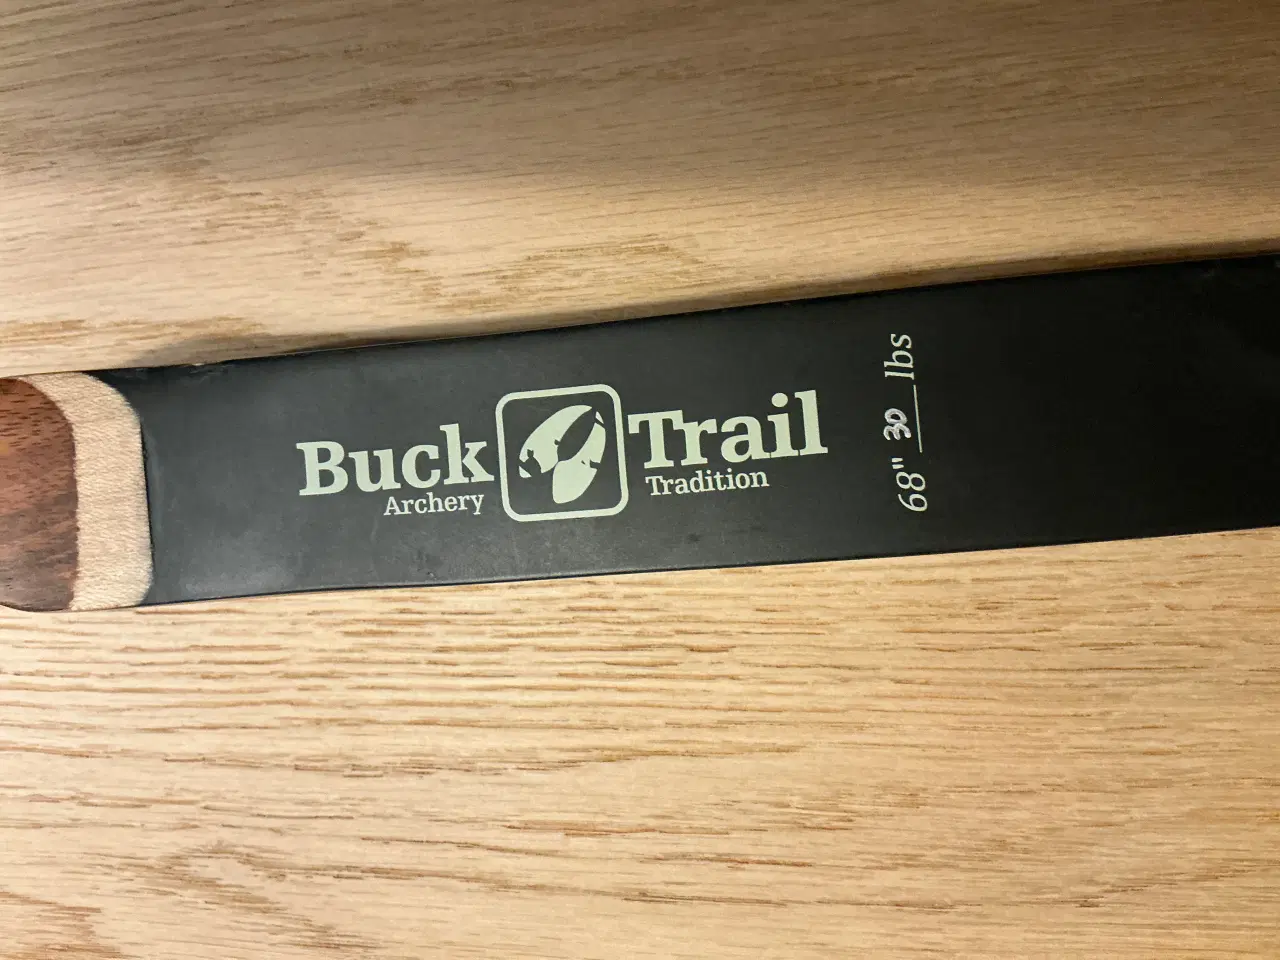 Buck Trail
Archery Tradition
68" 30 lbs